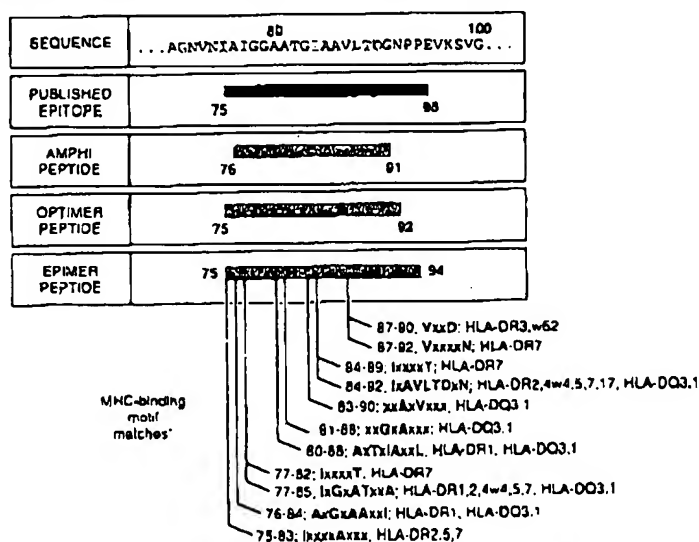 80 100
SEQUENCE ...AGNVNIAIGGAATGIAAVLTDGNPPEVKSVG...
PUBLISHED
EPITOPE
75 95
AMPHI
PEPTIDE
76 91
OPTIMER
PEPTIDE
75 92
EPIMER
PEPTIDE
75 94
87-90, VxxD: HLA-DR3,w52
87-92, VxxxxN; HLA-DR7
84-89; IxxxxT; HLA-DR7
84-92, IxAVLTDxN; HLA-DR2,4w4,5,7,17, HLA-DQ3.1
83-90; xxAxVxxx, HLA-DQ3.1
81-88; xxGxAxxx; HLA-DQ3.1
80-88; AxTxIAxxL, HLA-DR1, HLA-DQ3.1
77-82; IxxxxT, HLA-DR7
77-85, IxGxATxxA; HLA-DR1,2,4w4,5,7, HLA-DQ3.1
76-84; AxGxAAxxI; HLA-DR1, HLA-DQ3.1
75-83; IxxxxAxxx, HLA-DR2,5,7
MHC-binding
motif
matches*